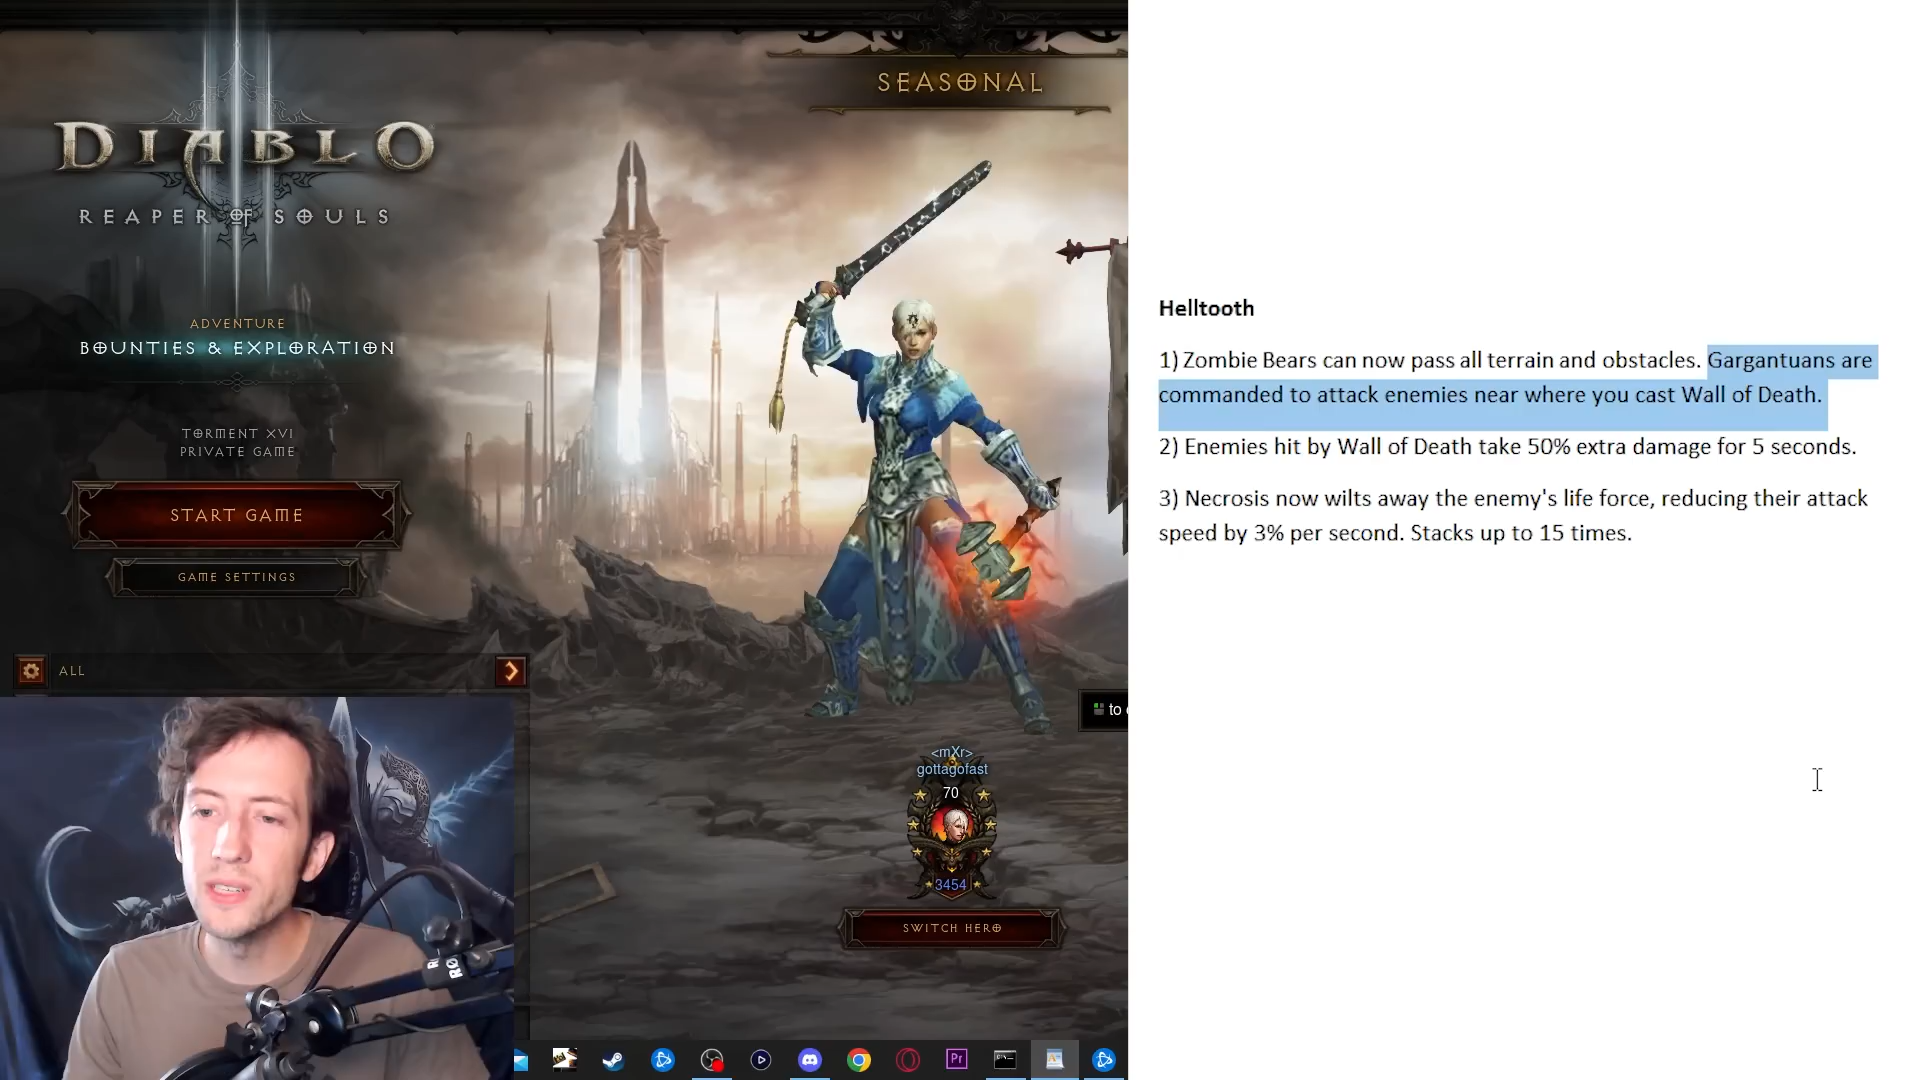 SEASONAL
DIABLO
III
REAPER OF SOULS
ADVENTURE
BOUNTIES & EXPLORATION
TORMENT XVI
PRIVATE GAME
START GAME
GAME SETTINGS
ALL
to
<mXr>
gottagofast
70
3454
SWITCH HERO
Pr
Helltooth
1) Zombie Bears can now pass all terrain and obstacles. Gargantuans are
commanded to attack enemies near where you cast Wall of Death.
2) Enemies hit by Wall of Death take 50% extra damage for 5 seconds.
3) Necrosis now wilts away the enemy's life force, reducing their attack
speed by 3% per second. Stacks up to 15 times.